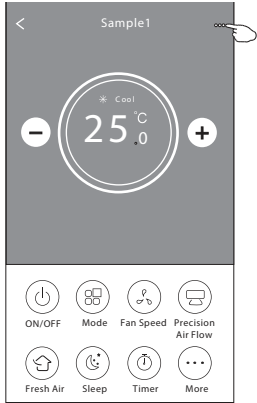 Sample1
Cool
25.0°C
ON/OFF
Mode
Fan Speed
Precision
Air Flow
Fresh Air
Sleep
Timer
More